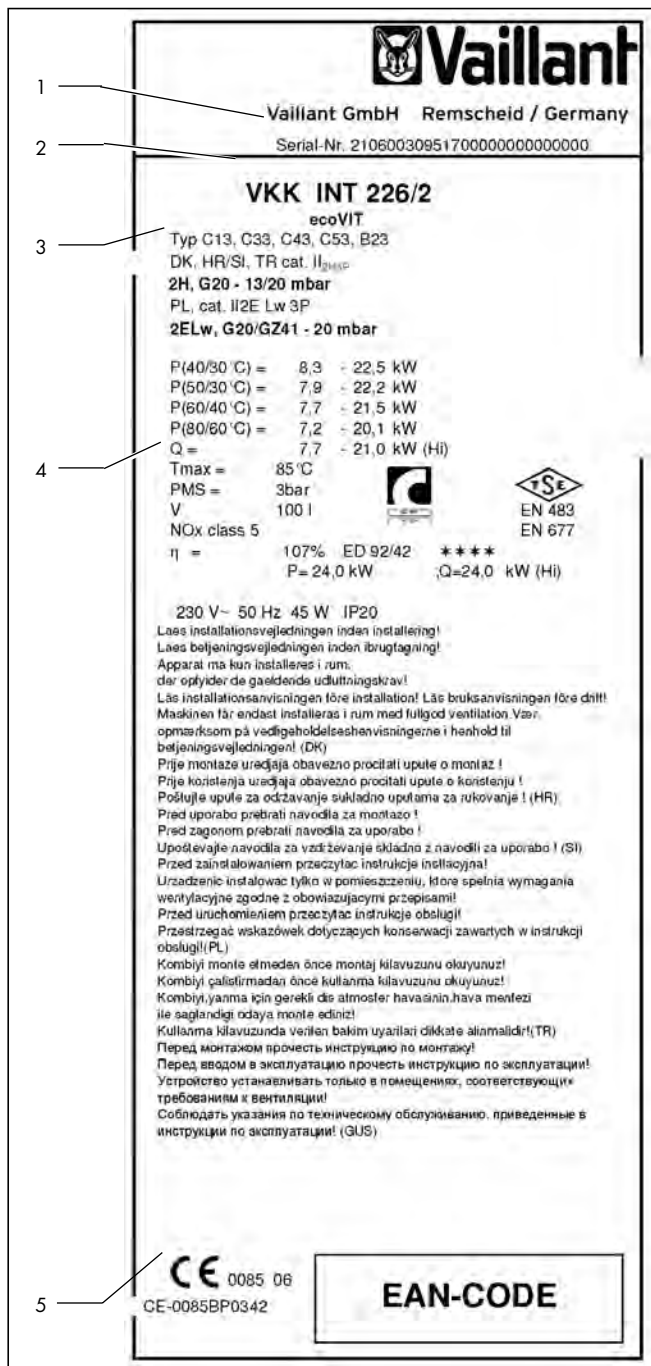 Vaillant
1
Vaillant GmbH Remscheid / Germany
2
Serial-Nr. 21060030951700000000000000
VKK INT 226/2
ecoVIT
3
Typ C13, C33, C43, C53, B23
DK, HR/SI, TR cat. II
2H, G20 - 13/20 mbar
PL, cat. II2E Lw 3P
2ELw, G20/GZ41 - 20 mbar
P(40/30°C) = 8,3 - 22,5 kW
P(50/30°C) = 7,9 - 22,2 kW
P(60/40°C) = 7,7 - 21,5 kW
P(80/60°C) = 7,2 - 20,1 kW
4
Q = 7,7 - 21,0 kW (Hi)
Tmax = 85°C
PMS = 3bar
TSE
V 100 l
EN 483
NOx class 5
EN 677
η = 107% ED 92/42 ****
P= 24,0 kW ;Q=24,0 kW (Hi)
230 V~ 50 Hz 45 W IP20
Laes installationsvejledningen inden installering!
Laes betjeningsvejledningen inden ibrugtagning!
Apparat ma kun installeres i rum,
der opfyider de gaeldende udluftningskrav!
Läs installationsanvisningen före installation! Läs bruksanvisningen före drift!
Maskinen får endast installeras i rum med fullgod ventilation.Vær
opmærksom på vedligeholdelseshenvisningerne i henhold til
betjeningsvejledningen! (DK)
Prije montaze uredjaja obavezno procitati upute o montaz !
Prije koristenja uredjaja obavezno procitati upute o koristenju !
Poštujte upute za održavanje sukladno uputama za rukovanje ! (HR)
Pred uporabo prebrati navodila za montazo !
Pred zagonom prebrati navodila za uporabo !
Upoštevajte navodila za vzdrževanje skladno z navodili za uporabo ! (SI)
Przed zainstalowaniem przeczytac instrukcje instlacyjna!
Urzadzenic instalowac tylko w pomieszczeniu, ktore spelnia wymagania
wentylacyjne zgodne z obowiazujacymi przepisami!
Przed uruchomieniem przeczytac instrukcje obslugi!
Przestrzegać wskazówek dotyczących konserwacji zawartych w instrukcji
obslugi!(PL)
Kombiyi monte etmeden önce montaj kilavuzunu okuyunuz!
Kombiyi çalistirmadan önce kullanma kilavuzunu okuyunuz!
Kombiyi,yanma için gerekli dis atmosfer havasinin,hava menfezi
ile saglandigi odaya monte ediniz!
Kullanma kilavuzunda verilen bakim uyarilari dikkate alinmalidir!(TR)
Перед монтажом прочесть инструкцию по монтажу!
Перед вводом в эксплуатацию прочесть инструкцию по эксплуатации!
Устройство устанавливать только в помещениях, соответствующих
требованиям к вентиляции!
Соблюдать указания по техническому обслуживанию, приведенные в
инструкции по эксплуатации! (GUS)
5
CE 0085 06
CE-0085BP0342
EAN-CODE